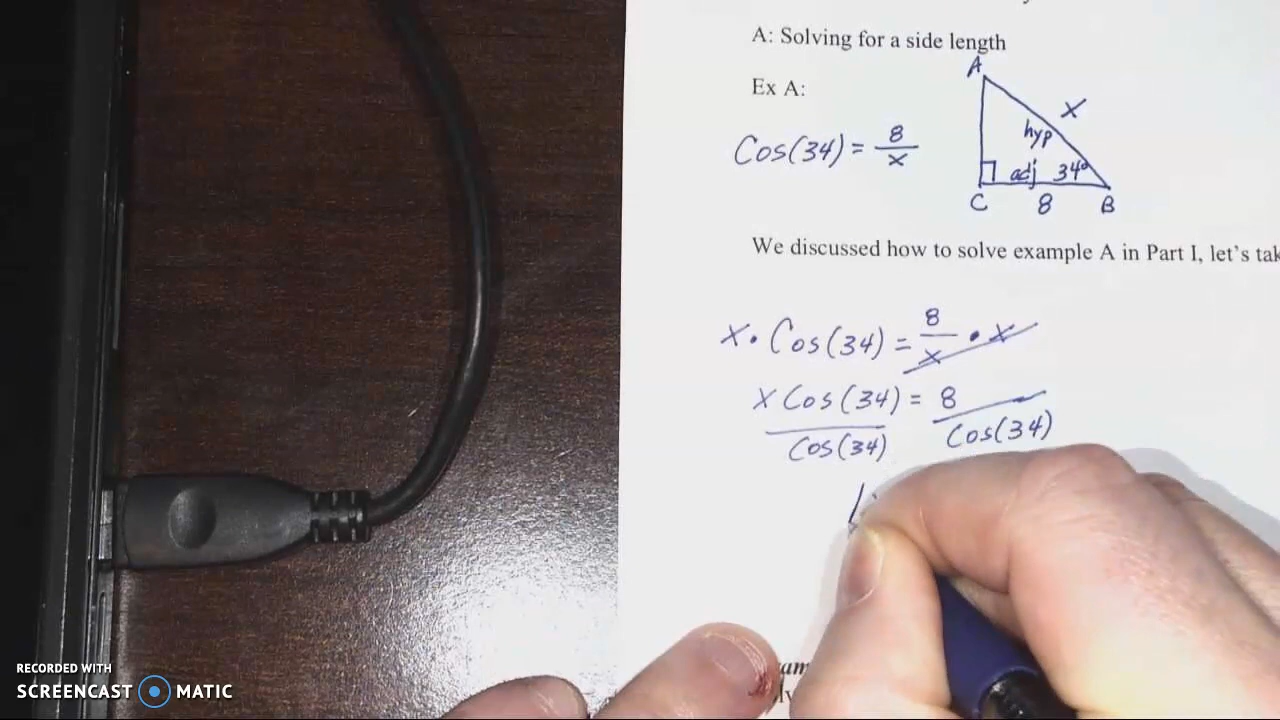 A: Solving for a side length
A
Ex A:
x
hyp
Cos(34) = 8/x
adj 34°
C 8 B
We discussed how to solve example A in Part I, let's
x • Cos(34) = 8/x • x
x Cos(34) = 8
Cos(34) Cos(34)
RECORDED WITH
SCREENCAST MATIC